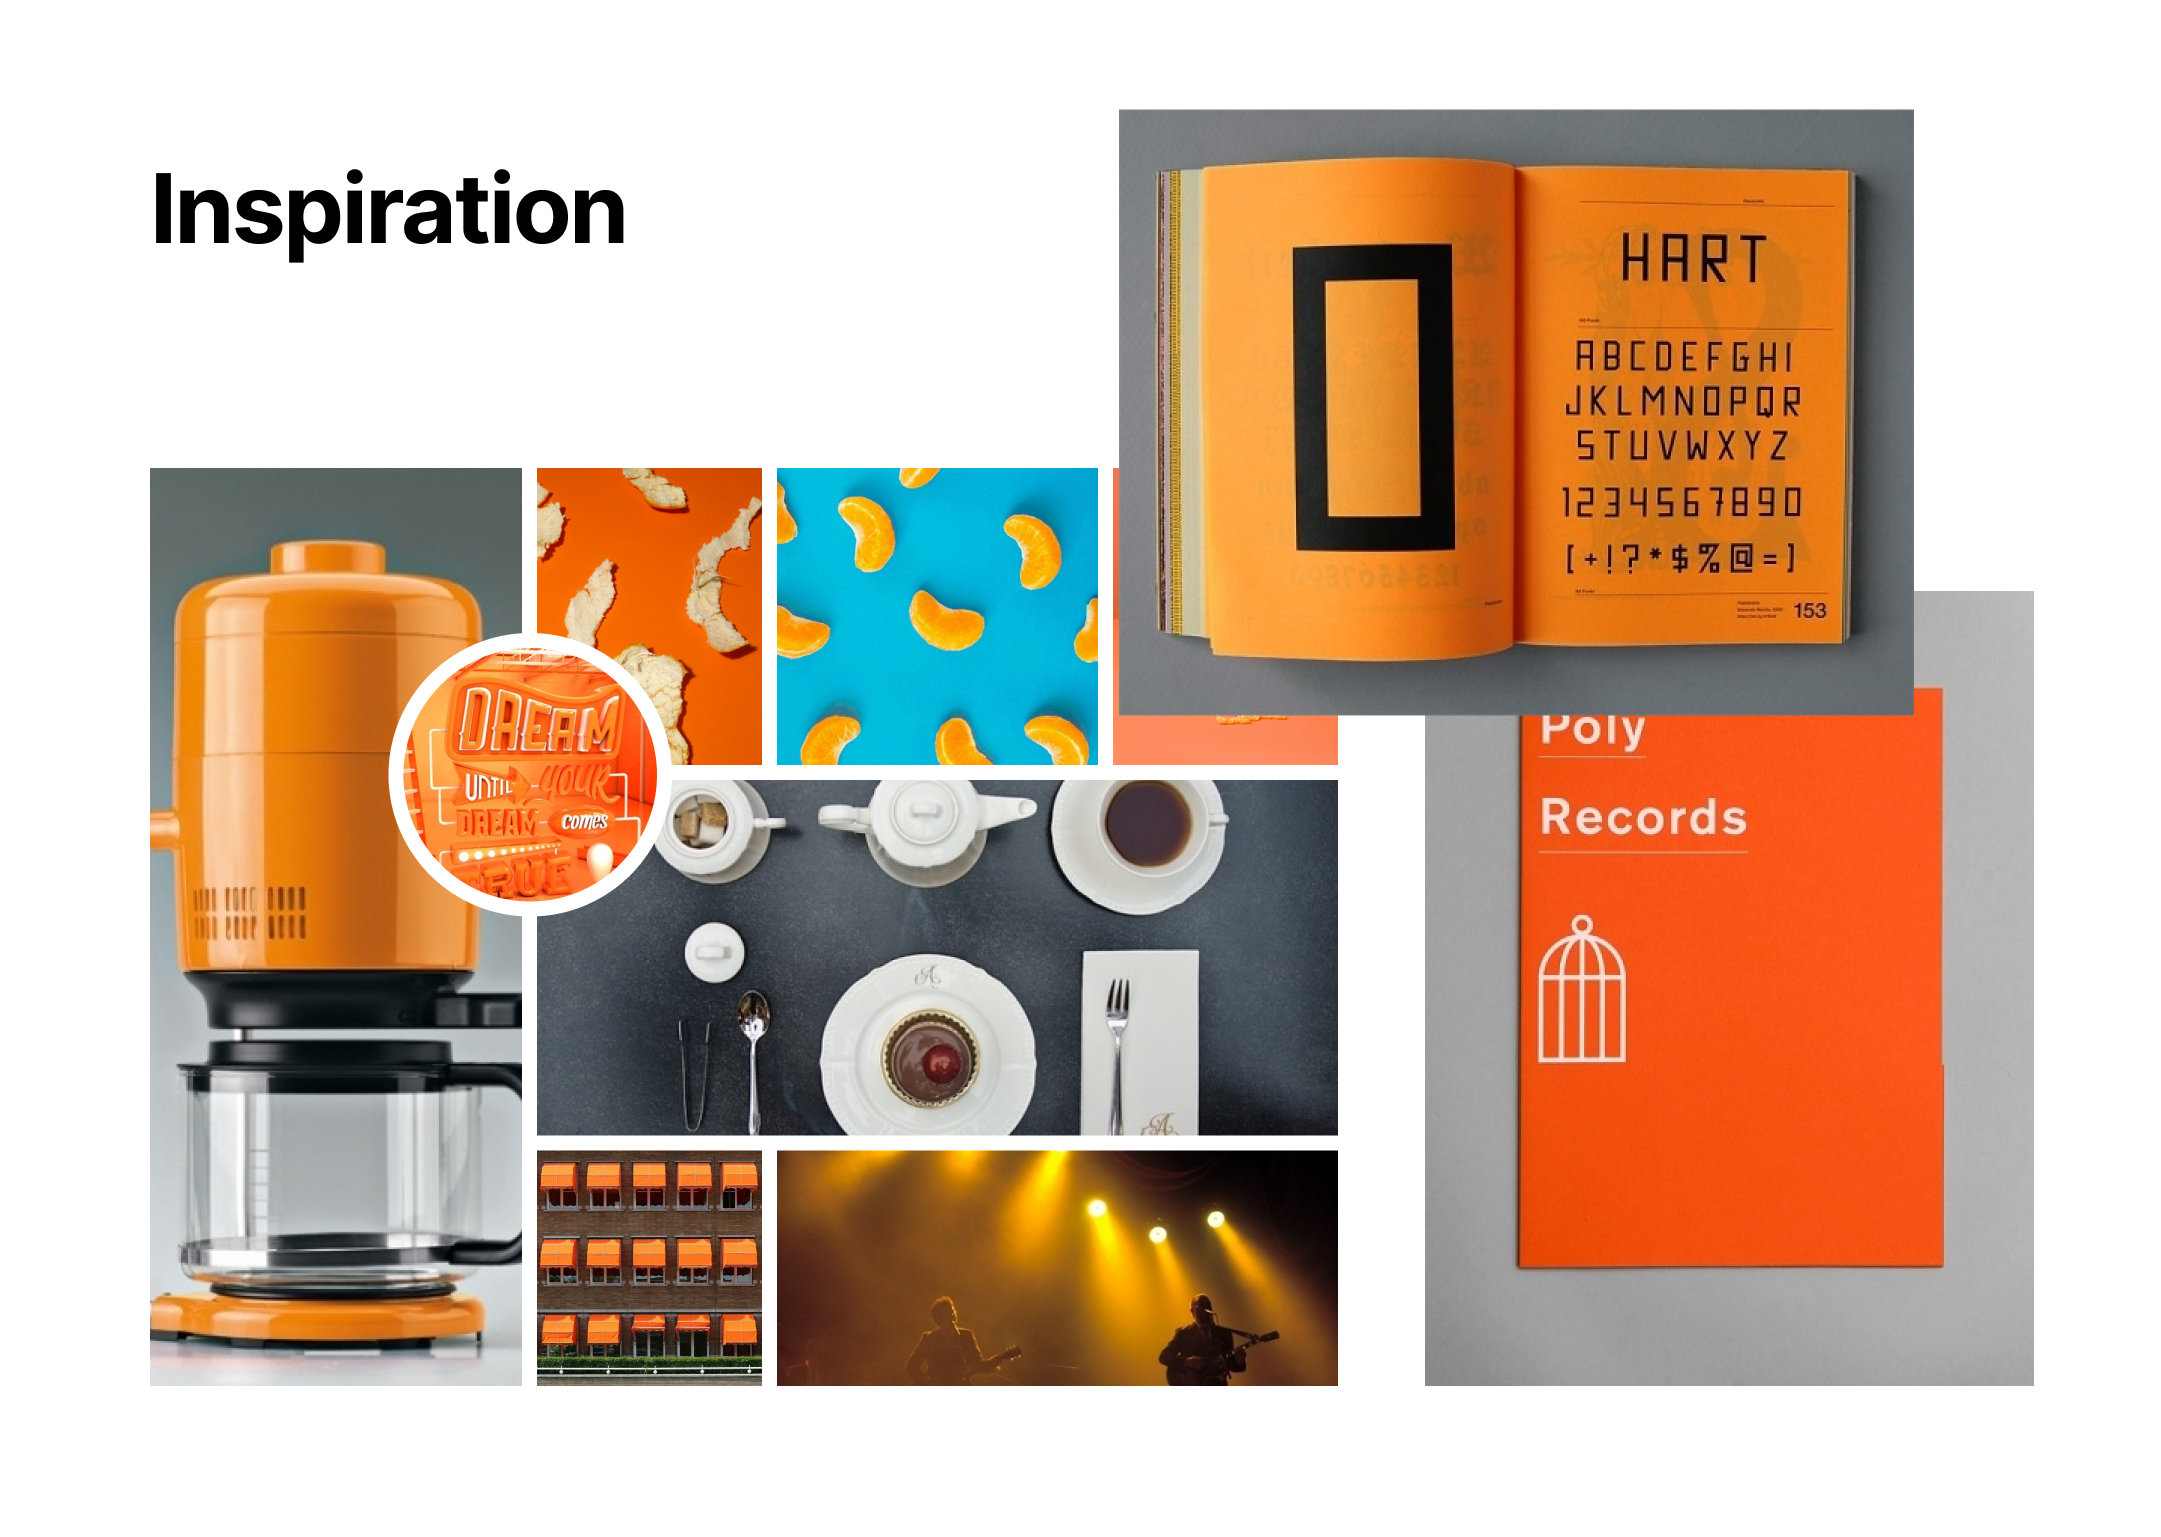 Inspiration
HART
ABCDEFGHI
JKLMNOPQR
STUVWXYZ
1234567890
[+!?*$%@=]
153
DREAM
UNTIL YOUR
DREAM COMES
TRUE
Poly
Records
A
A